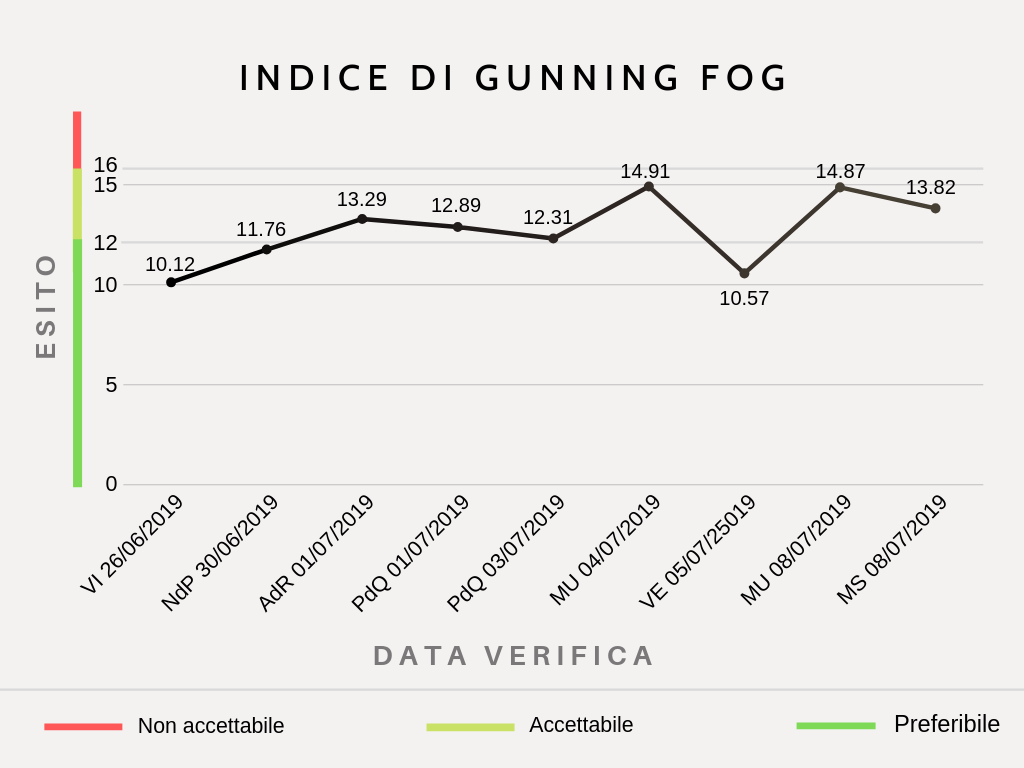 INDICE DI GUNNING FOG
16
15
12
10
5
0
ESITO
10.12
11.76
13.29
12.89
12.31
14.91
10.57
14.87
13.82
VI 26/06/2019
NdP 30/06/2019
AdR 01/07/2019
PdQ 01/07/2019
PdQ 03/07/2019
MU 04/07/2019
VE 05/07/25019
MU 08/07/2019
MS 08/07/2019
DATA VERIFICA
Non accettabile
Accettabile
Preferibile